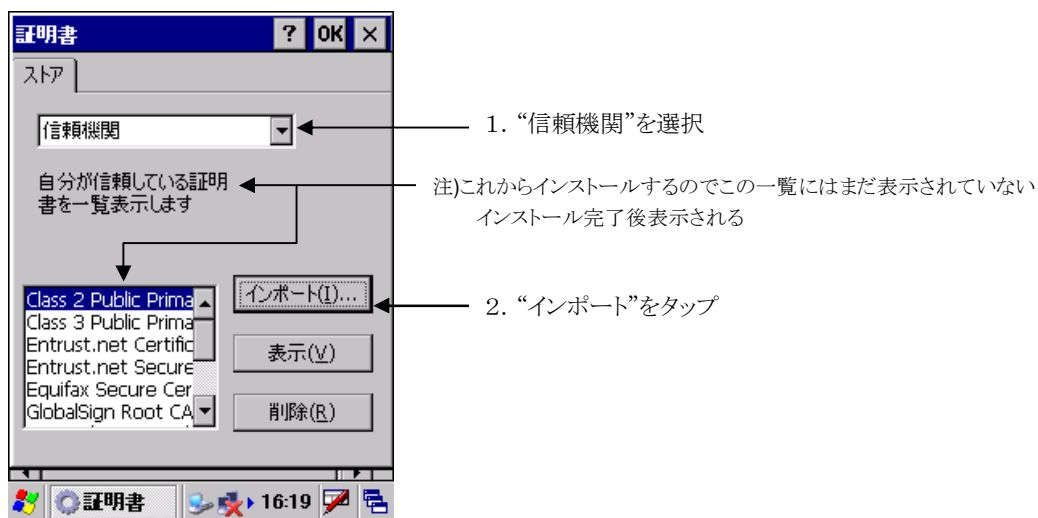 証明書 ? OK ×
ストア
信頼機関
1. “信頼機関”を選択
自分が信頼している証明
書を一覧表示します
注)これからインストールするのでこの一覧にはまだ表示されていない
インストール完了後表示される
Class 2 Public Prima
Class 3 Public Prima
Entrust.net Certific
Entrust.net Secure
Equifax Secure Cer
GlobalSign Root CA
インポート(I)...
2. “インポート”をタップ
表示(V)
削除(R)
証明書 16:19